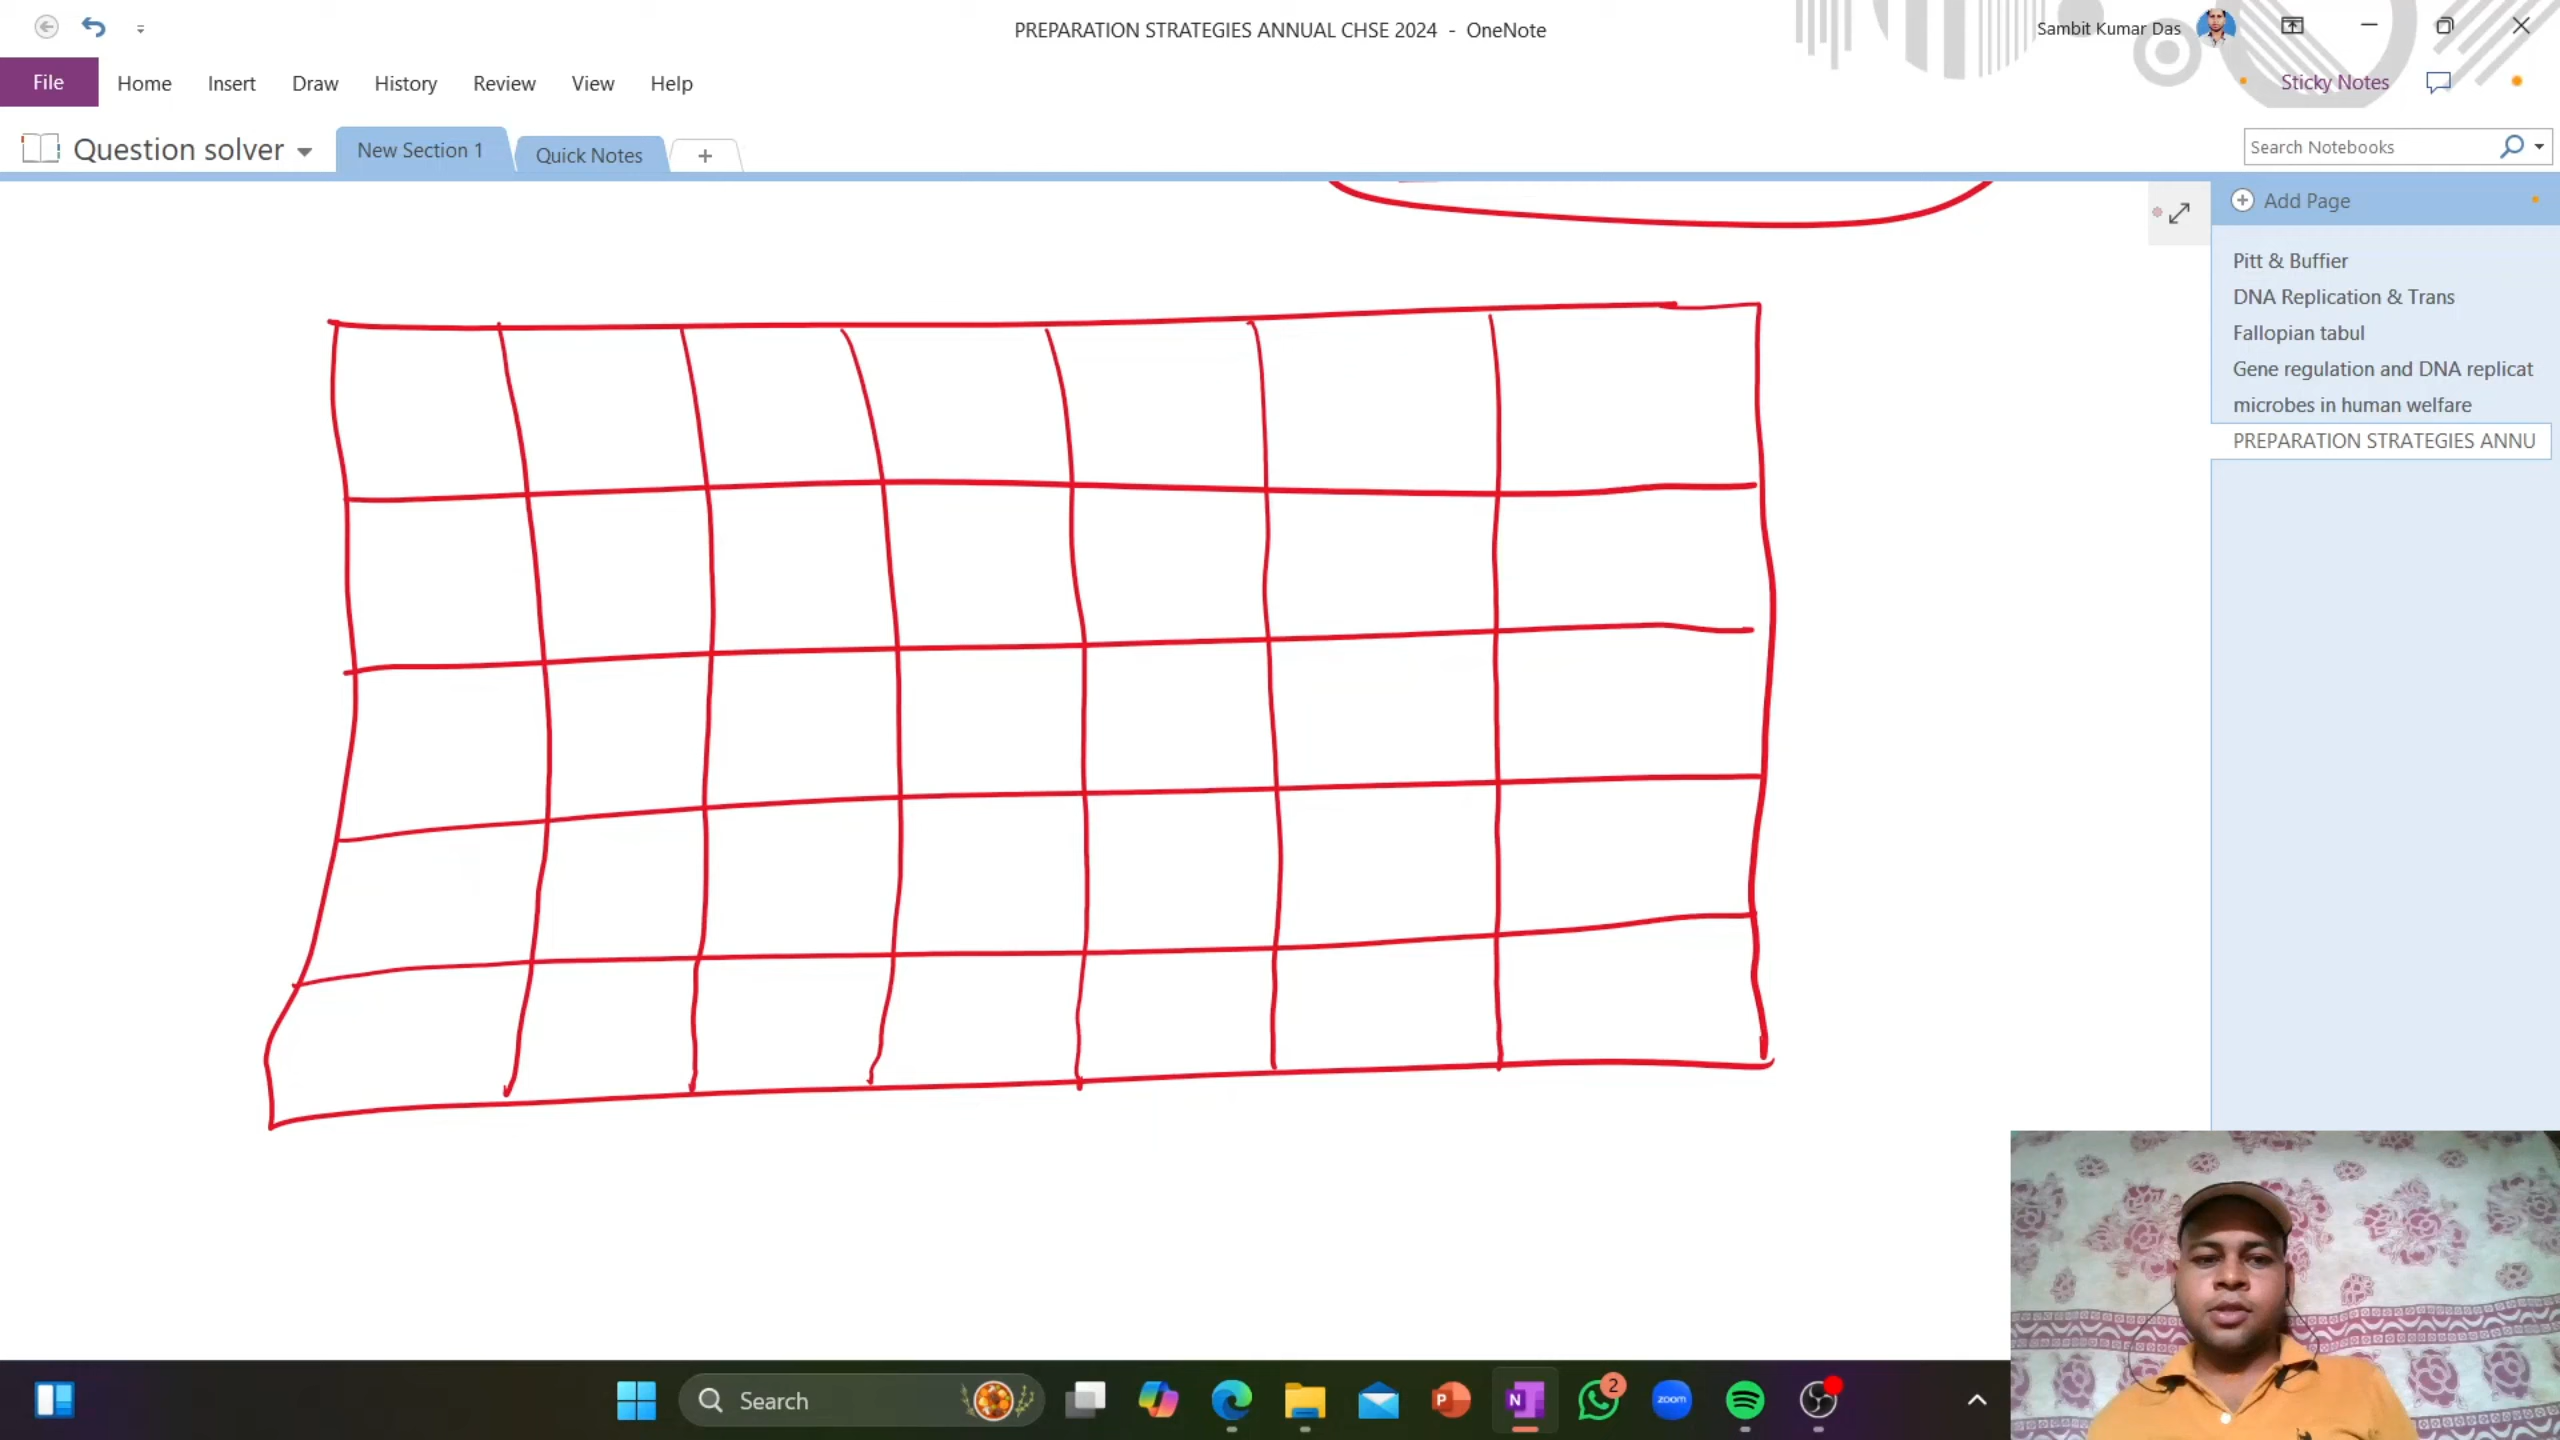 PREPARATION STRATEGIES ANNUAL CHSE 2024 - OneNote
Sambit Kumar Das
File Home Insert Draw History Review View Help
Sticky Notes
Question solver
New Section 1
Quick Notes
Search Notebooks
Add Page
Pitt & Buffier
DNA Replication & Trans
Fallopian tabul
Gene regulation and DNA replicat
microbes in human welfare
PREPARATION STRATEGIES ANNU
Search
P
N
2
zoom